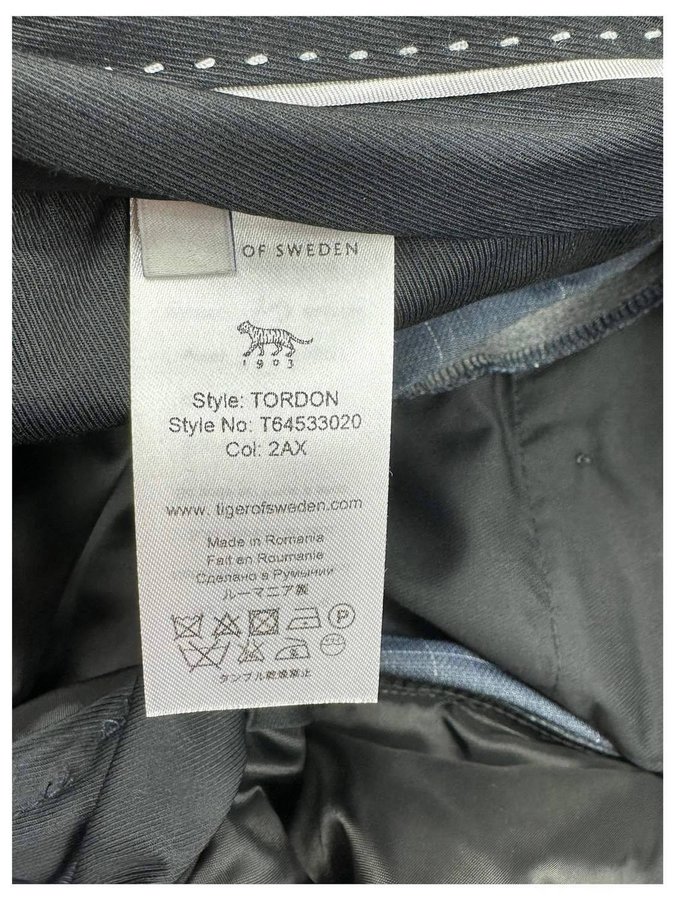 OF SWEDEN
1903
Style: TORDON
Style No: T64533020
Col: 2AX
www. tigerofsweden.com
Made in Romania
Fait en Roumanie
Сделано в Румынии
ルーマニア製
P
タンブル乾燥禁止